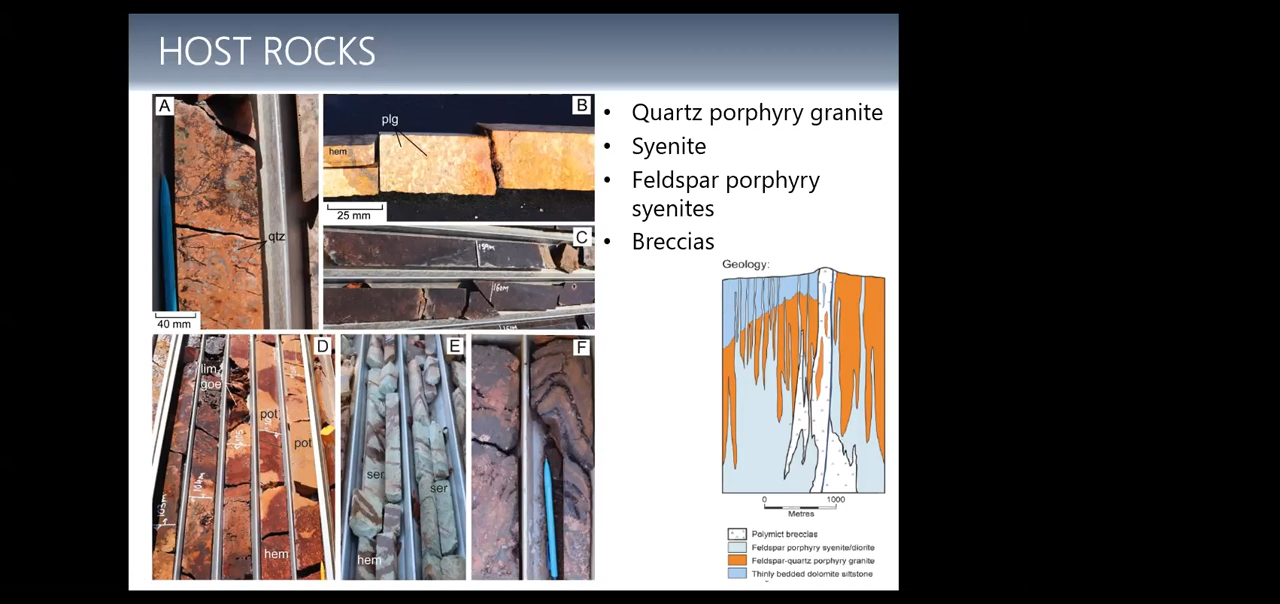 HOST ROCKS
A
qtz
40 mm
B
plg
hem
25 mm
C
160m
D
lim
goe
pot
pot
hem
E
ser
ser
hem
F
• Quartz porphyry granite
• Syenite
• Feldspar porphyry
syenites
• Breccias
Geology:
0 1000
Metres
Polymict breccias
Feldspar porphyry syenite/diorite
Feldspar-quartz porphyry granite
Thinly bedded dolomite siltstone